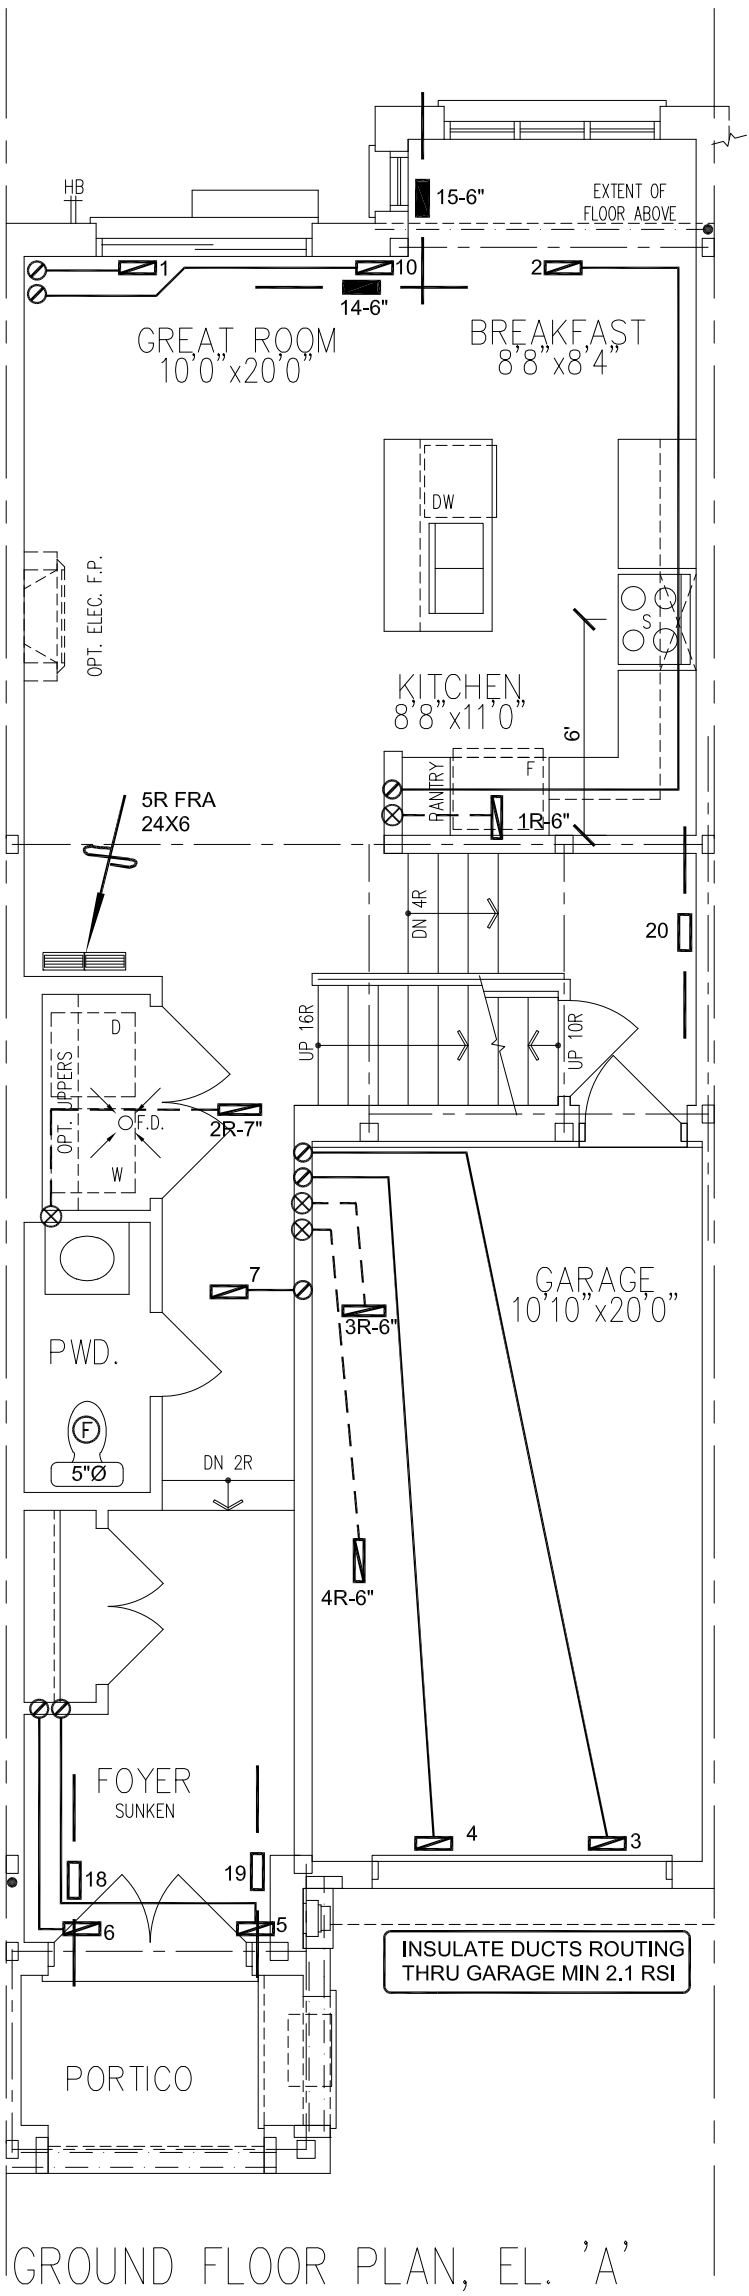 HB
15-6"
EXTENT OF
FLOOR ABOVE
1
10
2
14-6"
GREAT ROOM
10'0"x20'0"
BREAKFAST
8'8"x8'4"
DW
OPT. ELEC. F.P.
S
KITCHEN
8'8"x11'0"
6'
PANTRY
F
5R FRA
24X6
1R-6"
DN 4R
20
UP 16R
UP 10R
D
OPT. UPPERS
F.D.
W
2R-7"
7
GARAGE
10'10"x20'0"
3R-6"
PWD.
F
5"Ø
DN 2R
4R-6"
FOYER
SUNKEN
4
3
18
19
6
5
INSULATE DUCTS ROUTING
THRU GARAGE MIN 2.1 RSI
PORTICO
GROUND FLOOR PLAN, EL. 'A'